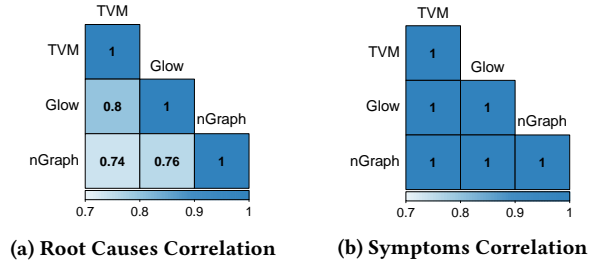 TVM
TVM 1
Glow
Glow 0.8 1
nGraph
nGraph 0.74 0.76 1
0.7 0.8 0.9 1
(a) Root Causes Correlation
TVM
TVM 1
Glow
Glow 1 1
nGraph
nGraph 1 1 1
0.7 0.8 0.9 1
(b) Symptoms Correlation